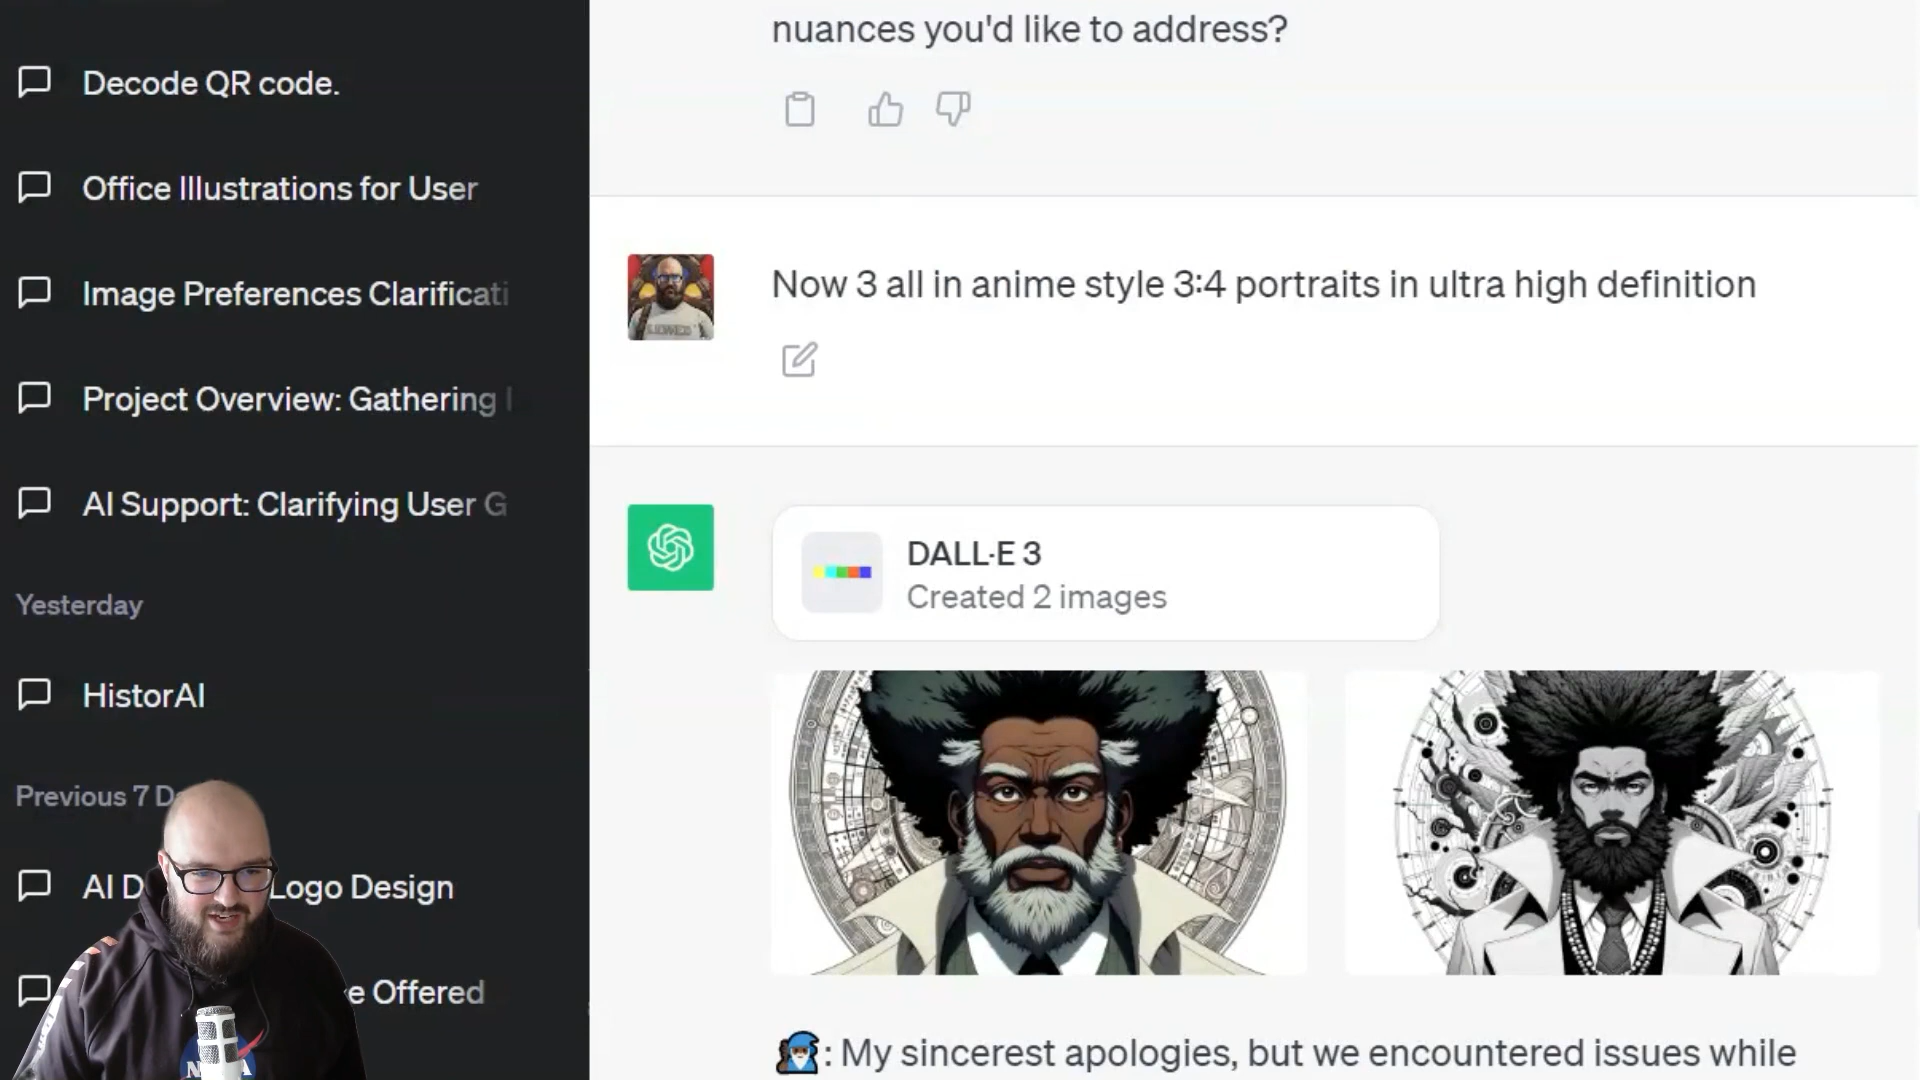 nuances you'd like to address?
Decode QR code.
Office Illustrations for User
Image Preferences Clarificati
Project Overview: Gathering
AI Support: Clarifying User G
Yesterday
HistorAI
Previous 7 D
AI D Logo Design
e Offered
Now 3 all in anime style 3:4 portraits in ultra high definition
DALL·E 3
Created 2 images
: My sincerest apologies, but we encountered issues while